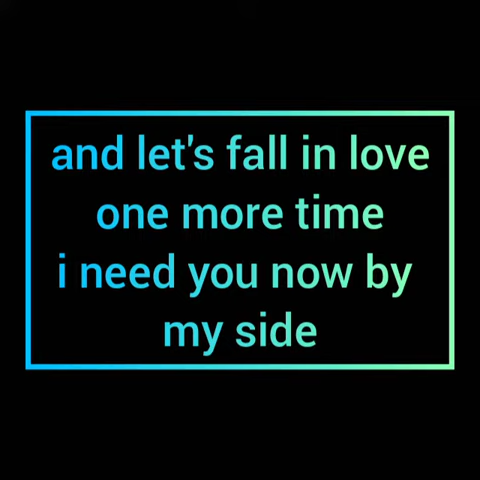 and let's fall in love
one more time
i need you now by
my side